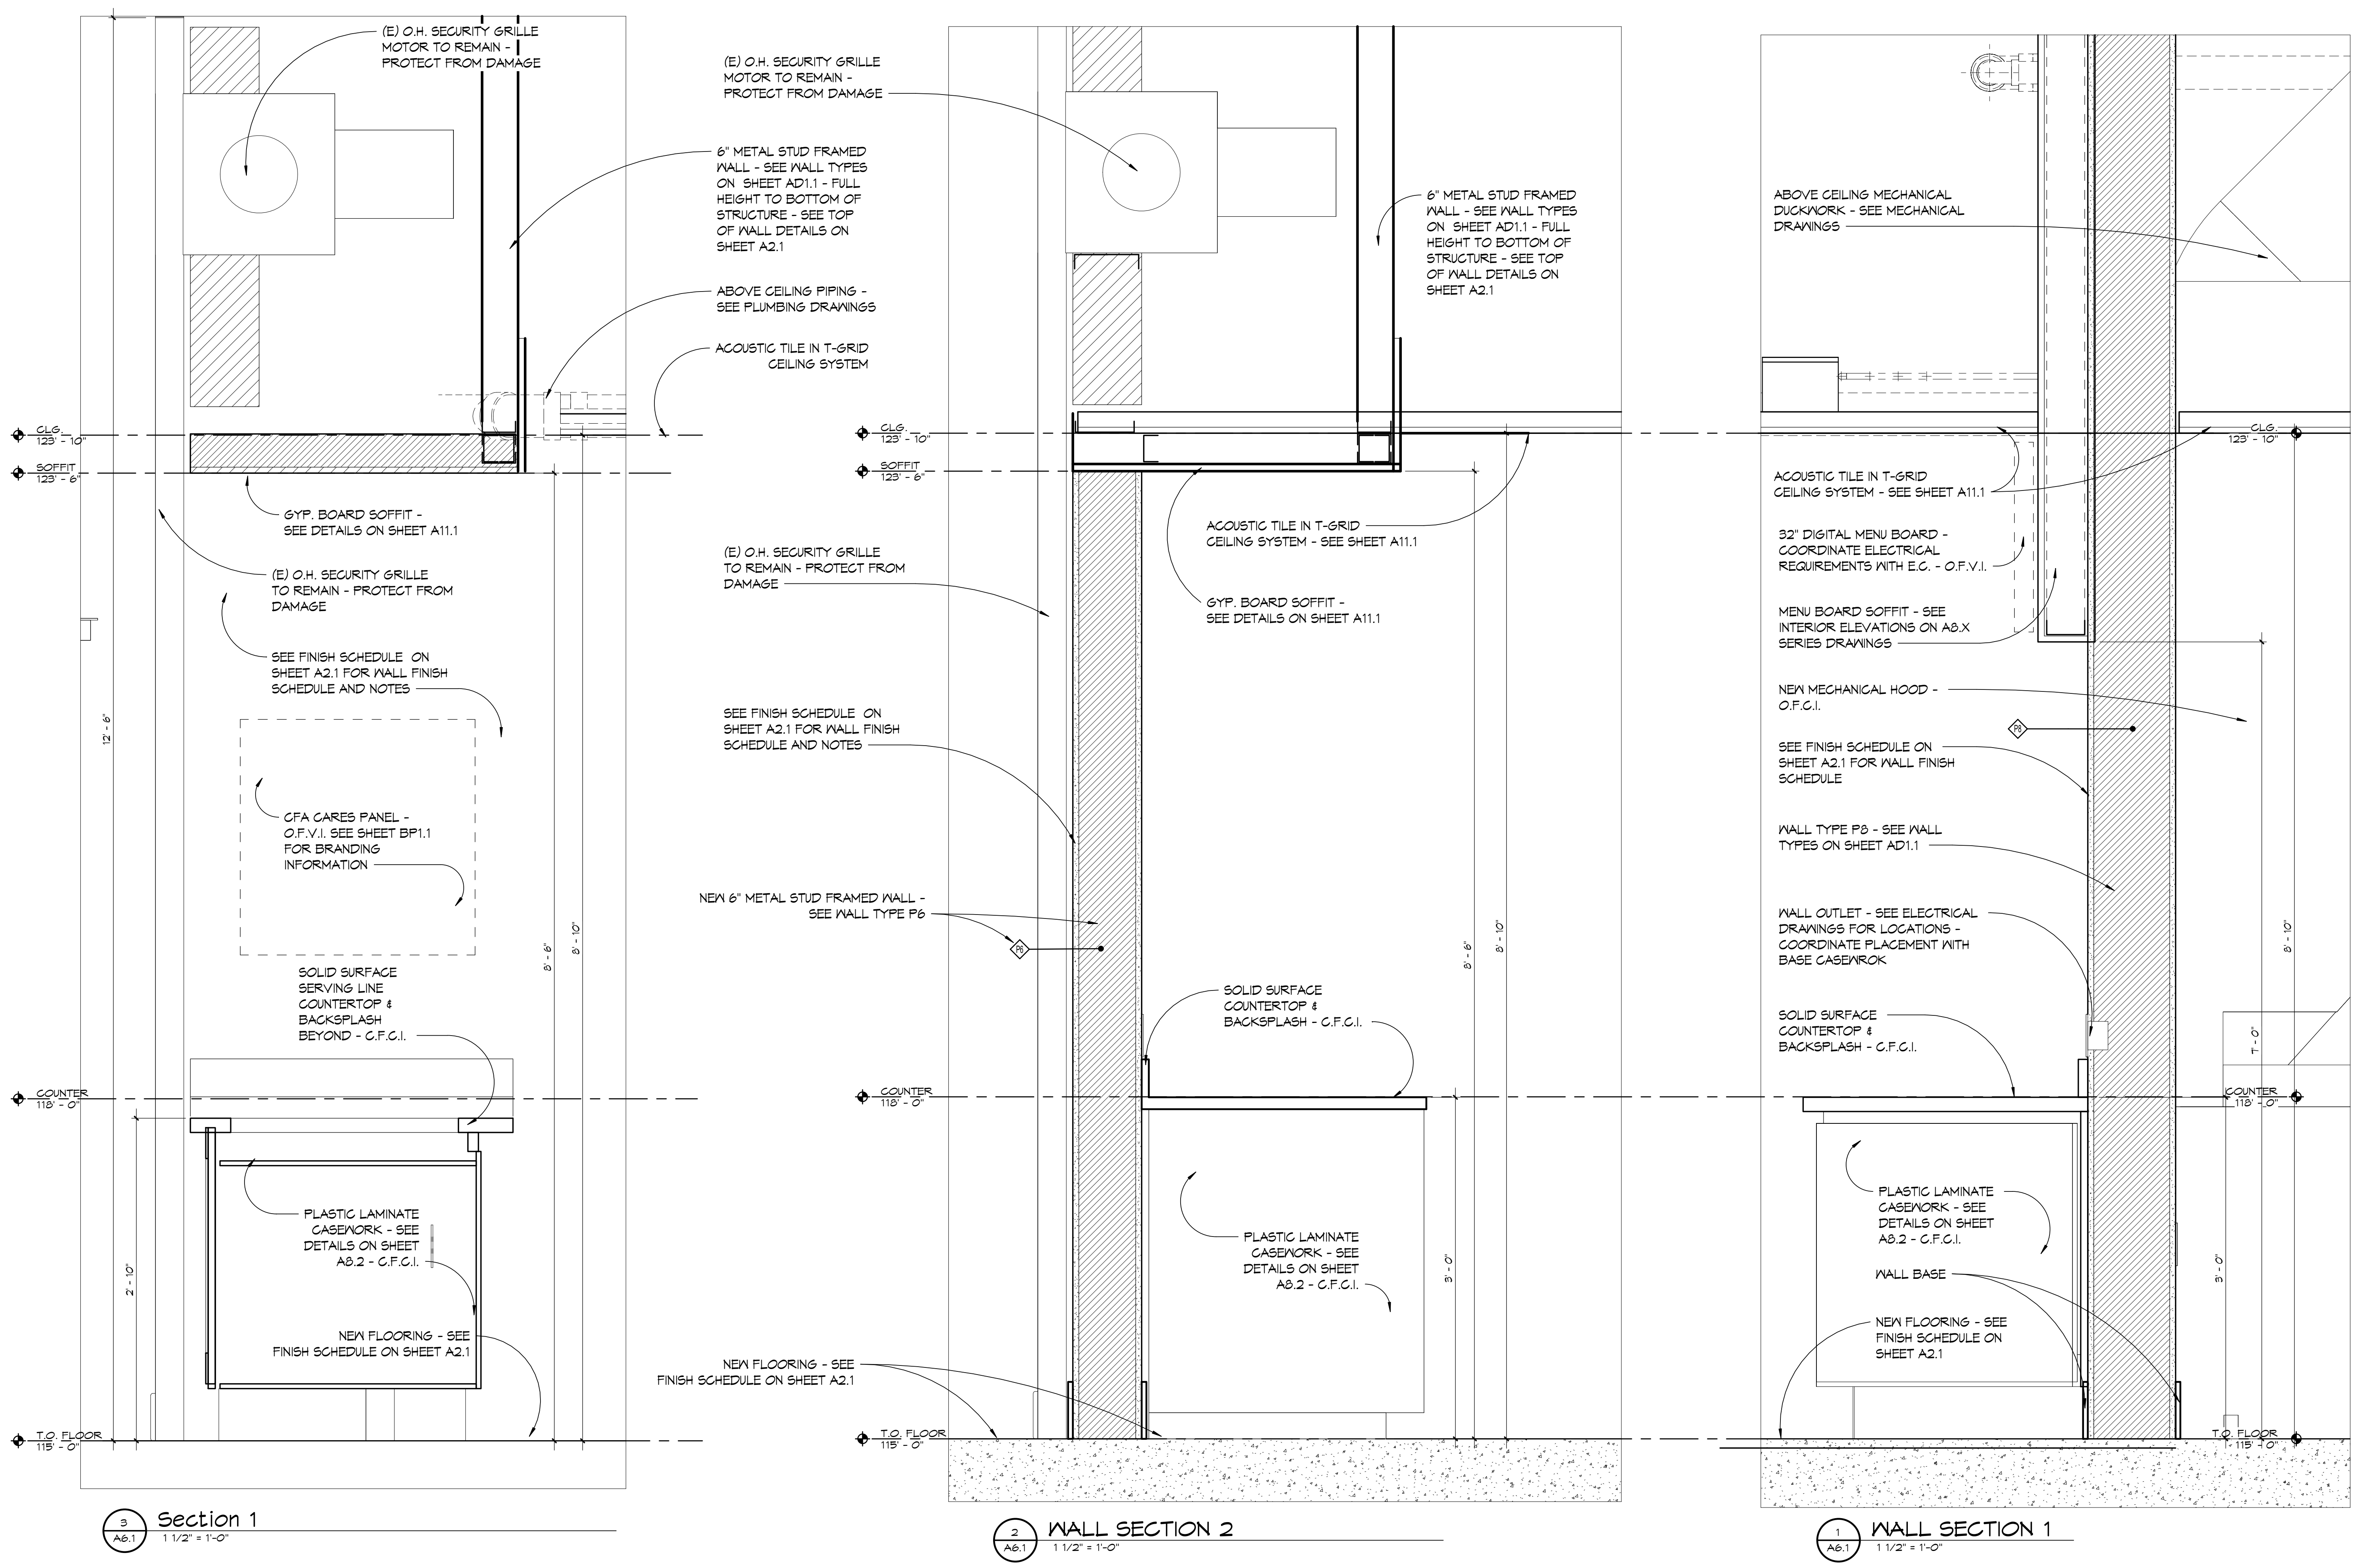 (E) O.H. SECURITY GRILLE
MOTOR TO REMAIN -
PROTECT FROM DAMAGE
6" METAL STUD FRAMED
WALL - SEE WALL TYPES
ON SHEET AD1.1 - FULL
HEIGHT TO BOTTOM OF
STRUCTURE - SEE TOP
OF WALL DETAILS ON
SHEET A2.1
ABOVE CEILING PIPING -
SEE PLUMBING DRAWINGS
ACOUSTIC TILE IN T-GRID
CEILING SYSTEM
CLG.
123' - 10"
SOFFIT
123' - 6"
GYP. BOARD SOFFIT -
SEE DETAILS ON SHEET A11.1
(E) O.H. SECURITY GRILLE
TO REMAIN - PROTECT FROM
DAMAGE
SEE FINISH SCHEDULE ON
SHEET A2.1 FOR WALL FINISH
SCHEDULE AND NOTES
12' - 6"
CFA CARES PANEL -
O.F.V.I. SEE SHEET BP1.1
FOR BRANDING
INFORMATION
8' - 6"
8' - 10"
SOLID SURFACE
SERVING LINE
COUNTERTOP &
BACKSPLASH
BEYOND - C.F.C.I.
COUNTER
118' - 0"
PLASTIC LAMINATE
CASEWORK - SEE
DETAILS ON SHEET
A8.2 - C.F.C.I.
2' - 10"
NEW FLOORING - SEE
FINISH SCHEDULE ON SHEET A2.1
T.O. FLOOR
115' - 0"
3
A6.1
Section 1
1 1/2" = 1'-0"
(E) O.H. SECURITY GRILLE
MOTOR TO REMAIN -
PROTECT FROM DAMAGE
6" METAL STUD FRAMED
WALL - SEE WALL TYPES
ON SHEET AD1.1 - FULL
HEIGHT TO BOTTOM OF
STRUCTURE - SEE TOP
OF WALL DETAILS ON
SHEET A2.1
CLG.
123' - 10"
SOFFIT
123' - 6"
ACOUSTIC TILE IN T-GRID
CEILING SYSTEM - SEE SHEET A11.1
(E) O.H. SECURITY GRILLE
TO REMAIN - PROTECT FROM
DAMAGE
GYP. BOARD SOFFIT -
SEE DETAILS ON SHEET A11.1
SEE FINISH SCHEDULE ON
SHEET A2.1 FOR WALL FINISH
SCHEDULE AND NOTES
NEW 6" METAL STUD FRAMED WALL -
SEE WALL TYPE P6
P6
8' - 6"
8' - 10"
SOLID SURFACE
COUNTERTOP &
BACKSPLASH - C.F.C.I.
COUNTER
118' - 0"
PLASTIC LAMINATE
CASEWORK - SEE
DETAILS ON SHEET
A8.2 - C.F.C.I.
3' - 0"
NEW FLOORING - SEE
FINISH SCHEDULE ON SHEET A2.1
T.O. FLOOR
115' - 0"
2
A6.1
WALL SECTION 2
1 1/2" = 1'-0"
ABOVE CEILING MECHANICAL
DUCKWORK - SEE MECHANICAL
DRAWINGS
CLG.
123' - 10"
ACOUSTIC TILE IN T-GRID
CEILING SYSTEM - SEE SHEET A11.1
32" DIGITAL MENU BOARD -
COORDINATE ELECTRICAL
REQUIREMENTS WITH E.C. - O.F.V.I.
MENU BOARD SOFFIT - SEE
INTERIOR ELEVATIONS ON A8.X
SERIES DRAWINGS
NEW MECHANICAL HOOD -
O.F.C.I.
P8
SEE FINISH SCHEDULE ON
SHEET A2.1 FOR WALL FINISH
SCHEDULE
WALL TYPE P8 - SEE WALL
TYPES ON SHEET AD1.1
WALL OUTLET - SEE ELECTRICAL
DRAWINGS FOR LOCATIONS -
COORDINATE PLACEMENT WITH
BASE CASEWROK
8' - 10"
SOLID SURFACE
COUNTERTOP &
BACKSPLASH - C.F.C.I.
7' - 0"
COUNTER
118' - 0"
PLASTIC LAMINATE
CASEWORK - SEE
DETAILS ON SHEET
A8.2 - C.F.C.I.
WALL BASE
3' - 0"
NEW FLOORING - SEE
FINISH SCHEDULE ON
SHEET A2.1
T.O. FLOOR
115' - 0"
1
A6.1
WALL SECTION 1
1 1/2" = 1'-0"